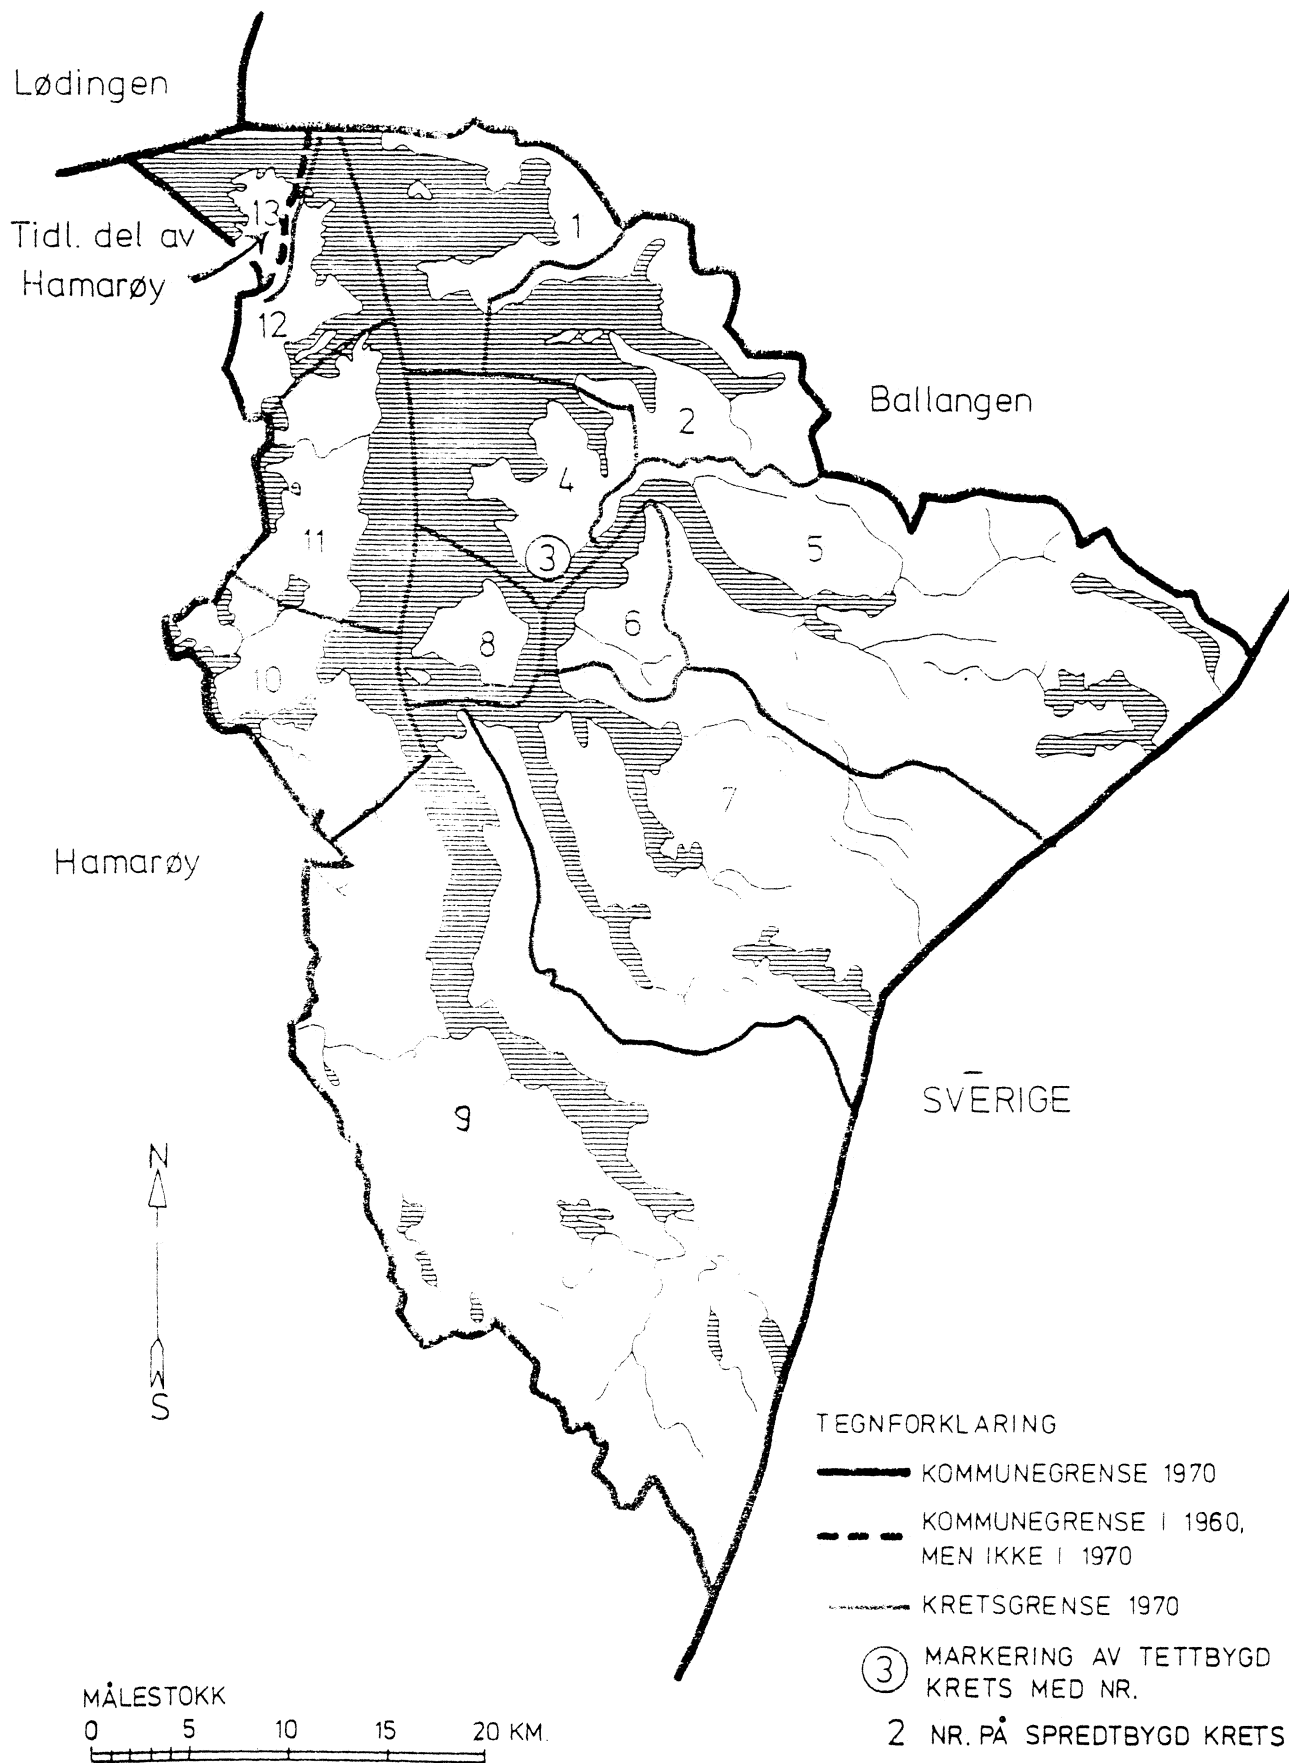 Lødingen
13
1
Tidl. del av
Hamarøy
12
Ballangen
2
4
11
3
5
6
8
10
7
Hamarøy
9
SVERIGE
N
S
TEGNFORKLARING
KOMMUNEGRENSE 1970
KOMMUNEGRENSE I 1960,
MEN IKKE I 1970
KRETSGRENSE 1970
3 MARKERING AV TETTBYGD
KRETS MED NR.
2 NR. PÅ SPREDTBYGD KRETS
MÅLESTOKK
0 5 10 15 20 KM.